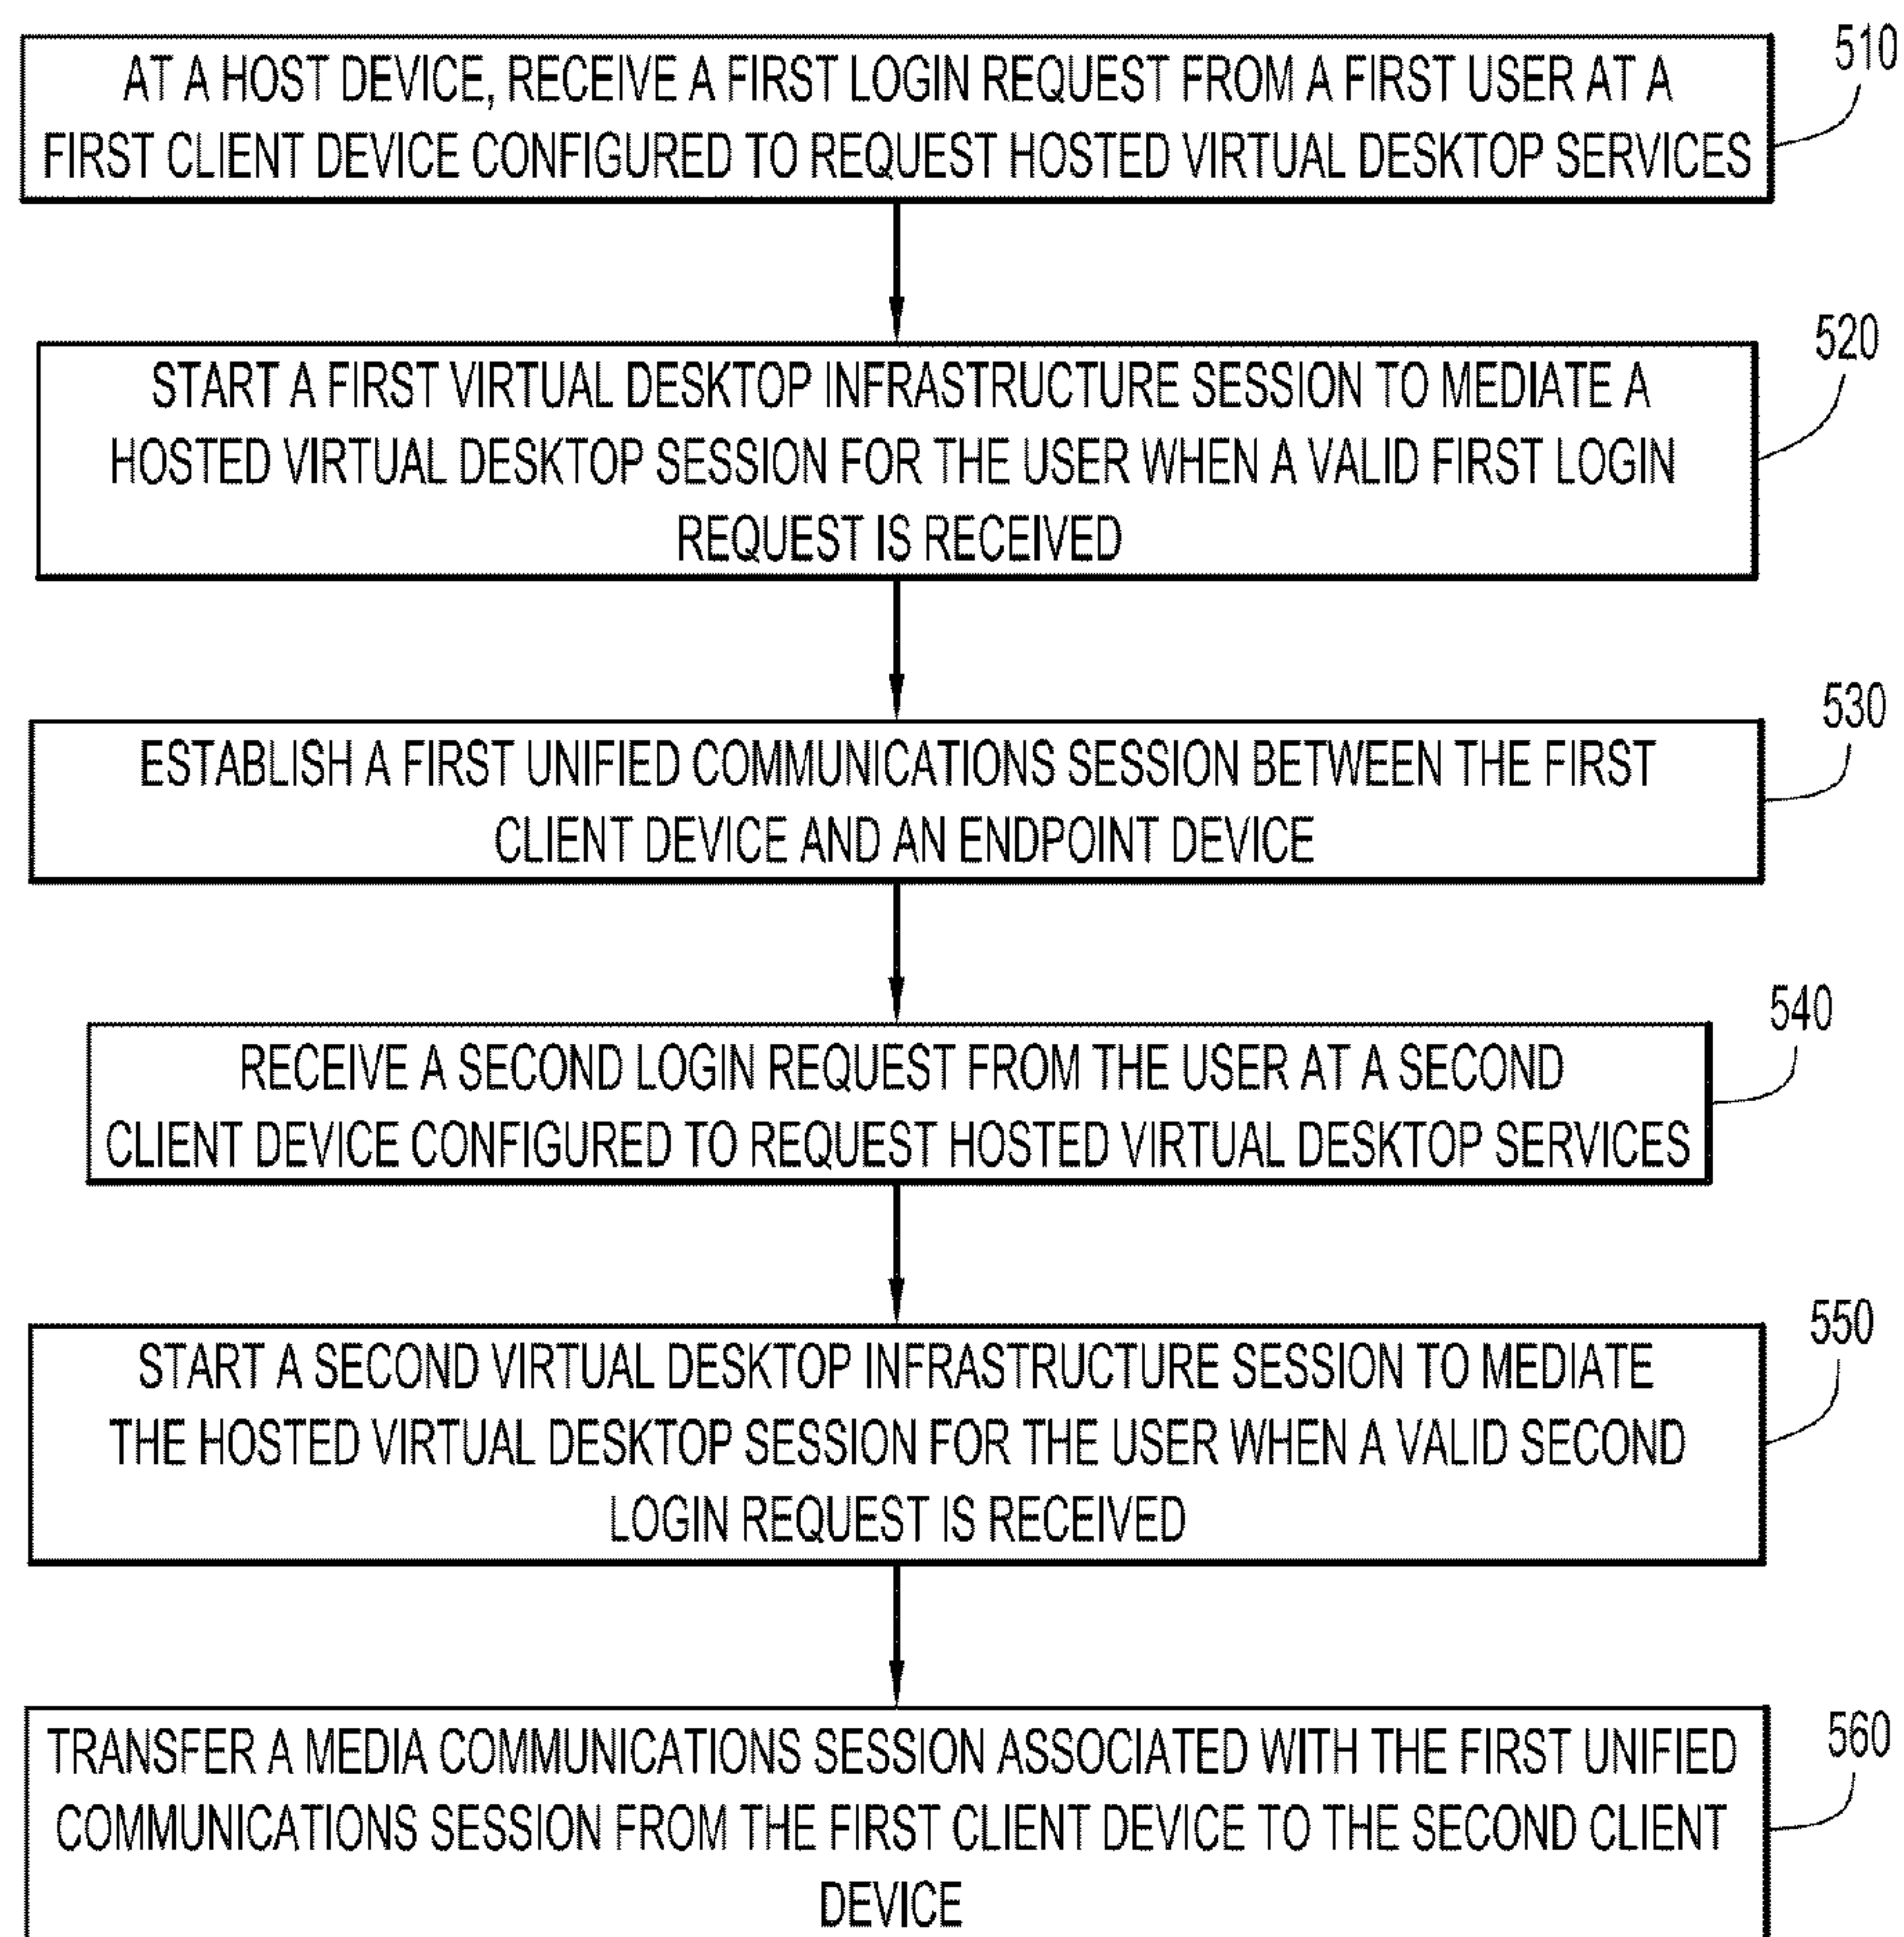 510
AT A HOST DEVICE, RECEIVE A FIRST LOGIN REQUEST FROM A FIRST USER AT A
FIRST CLIENT DEVICE CONFIGURED TO REQUEST HOSTED VIRTUAL DESKTOP SERVICES
520
START A FIRST VIRTUAL DESKTOP INFRASTRUCTURE SESSION TO MEDIATE A
HOSTED VIRTUAL DESKTOP SESSION FOR THE USER WHEN A VALID FIRST LOGIN
REQUEST IS RECEIVED
530
ESTABLISH A FIRST UNIFIED COMMUNICATIONS SESSION BETWEEN THE FIRST
CLIENT DEVICE AND AN ENDPOINT DEVICE
540
RECEIVE A SECOND LOGIN REQUEST FROM THE USER AT A SECOND
CLIENT DEVICE CONFIGURED TO REQUEST HOSTED VIRTUAL DESKTOP SERVICES
550
START A SECOND VIRTUAL DESKTOP INFRASTRUCTURE SESSION TO MEDIATE
THE HOSTED VIRTUAL DESKTOP SESSION FOR THE USER WHEN A VALID SECOND
LOGIN REQUEST IS RECEIVED
560
TRANSFER A MEDIA COMMUNICATIONS SESSION ASSOCIATED WITH THE FIRST UNIFIED
COMMUNICATIONS SESSION FROM THE FIRST CLIENT DEVICE TO THE SECOND CLIENT
DEVICE